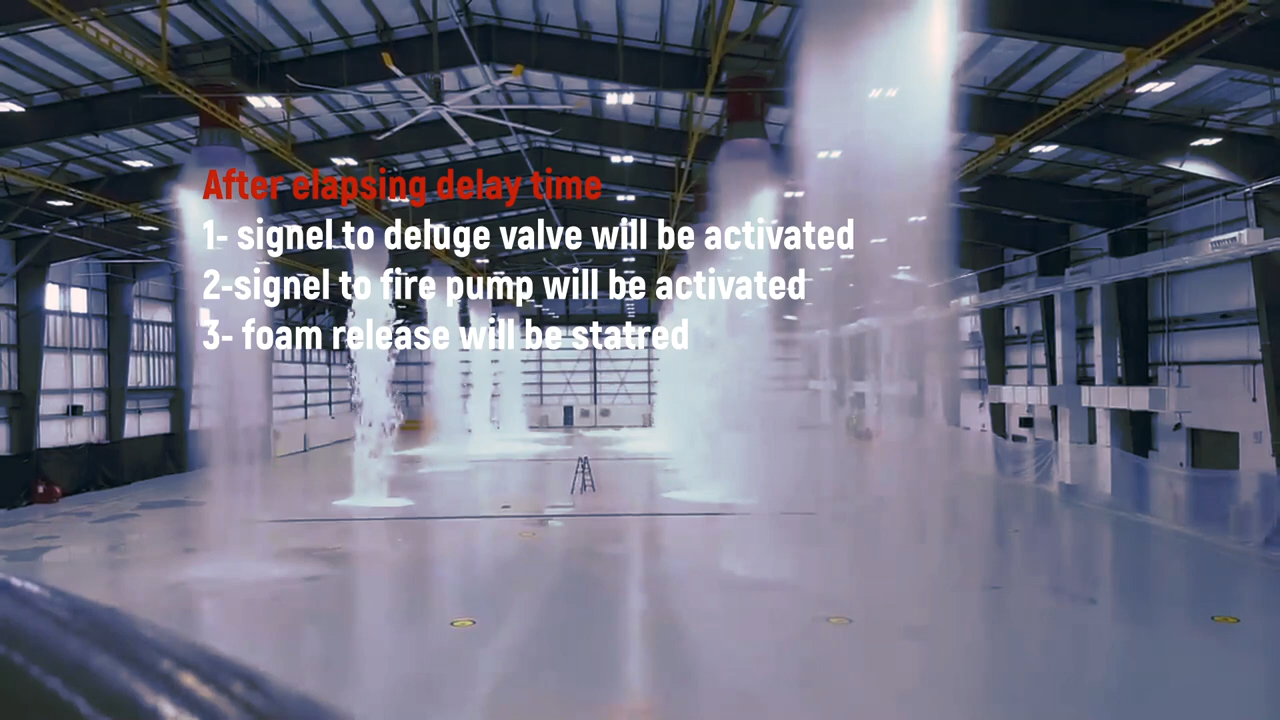 After elapsing delay time
1- signel to deluge valve will be activated
2-signel to fire pump will be activated
3- foam release will be statred